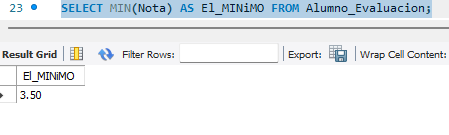 23 SELECT MIN(Nota) AS El_MINiMO FROM Alumno_Evaluacion;
Result Grid Filter Rows: Export: Wrap Cell Content:
El_MINiMO
3.50